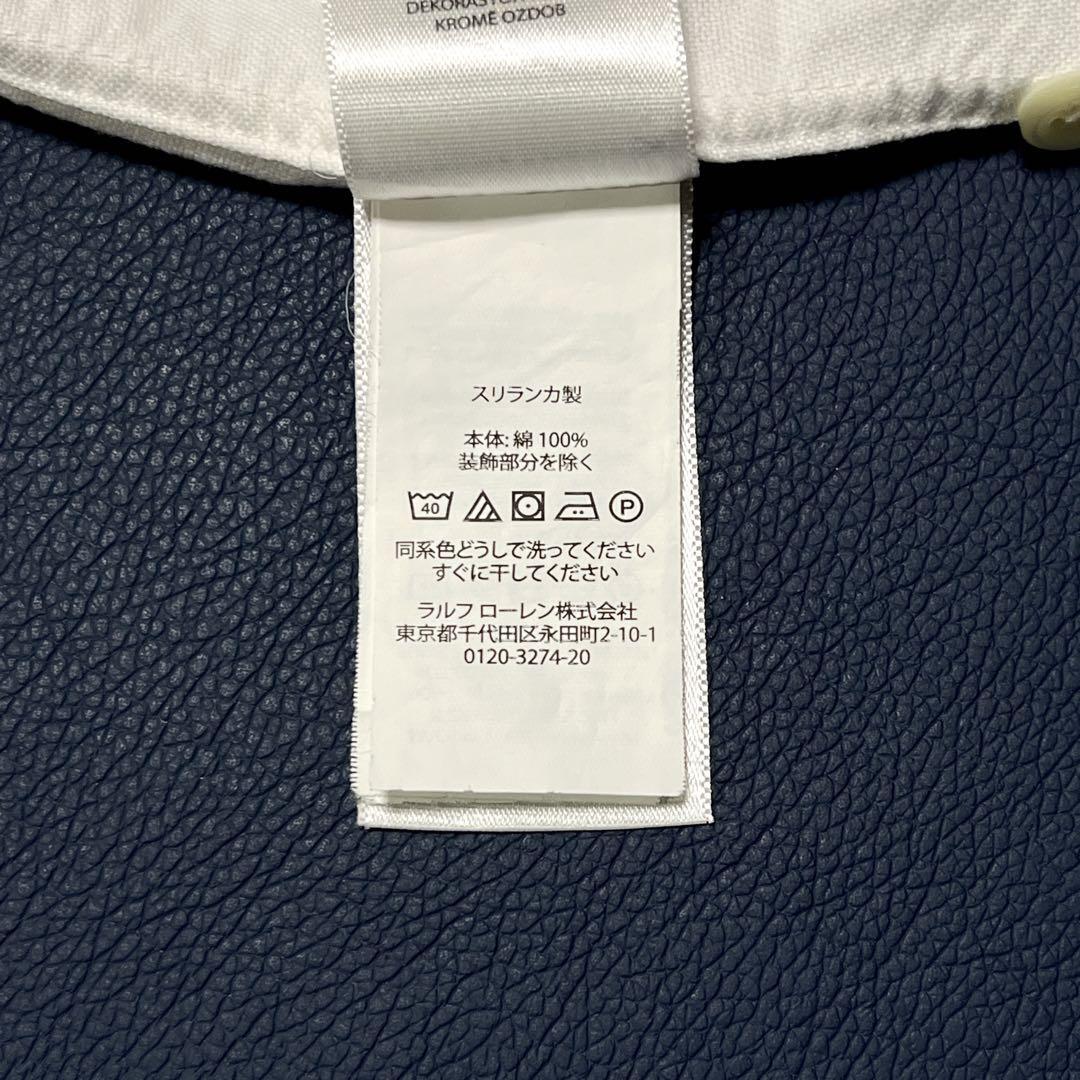 KROME OZDOB
スリランカ製
本体: 綿 100%
装飾部分を除く
40 P
同系色どうしで洗ってください
すぐに干してください
ラルフ ローレン株式会社
東京都千代田区永田町2-10-1
0120-3274-20